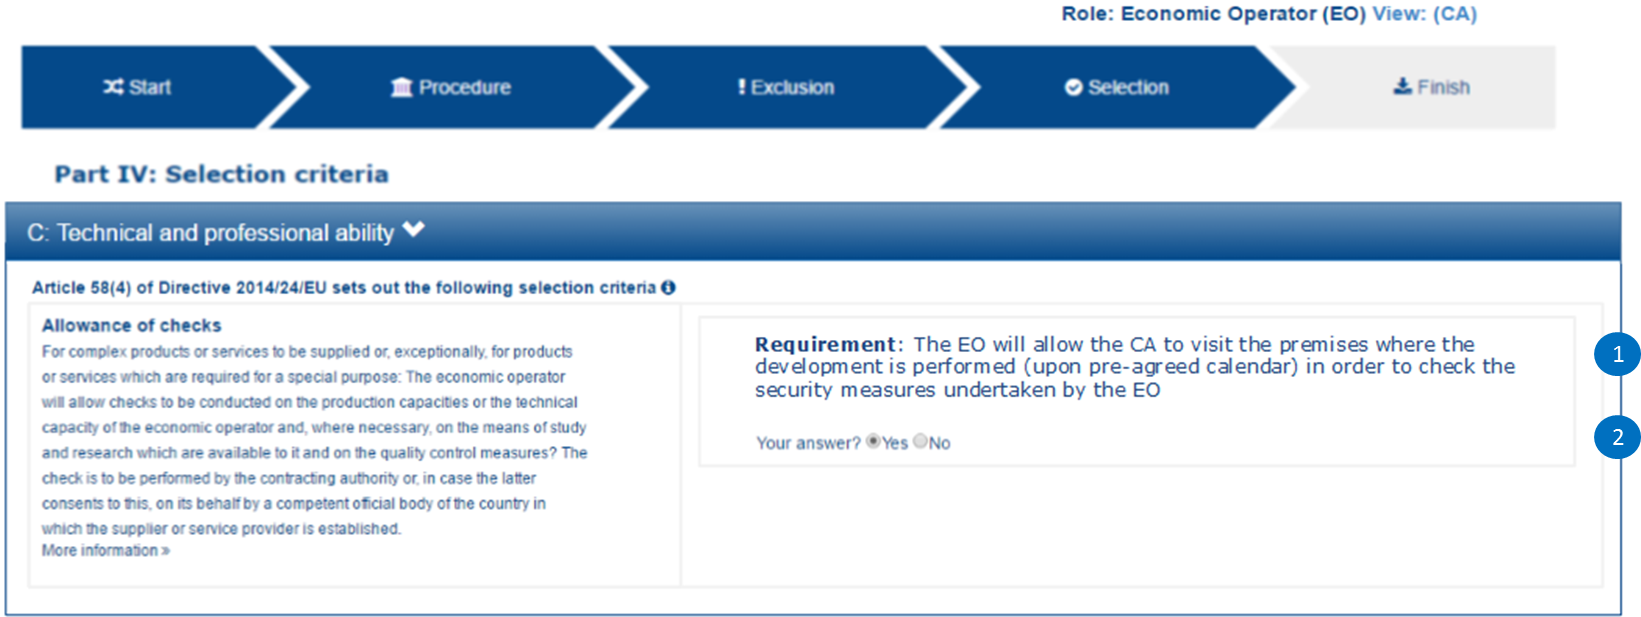 Role: Economic Operator (EO) View: (CA)
Start
Procedure
Exclusion
Selection
Finish
Part IV: Selection criteria
C: Technical and professional ability
Article 58(4) of Directive 2014/24/EU sets out the following selection criteria
Allowance of checks
For complex products or services to be supplied or, exceptionally, for products
or services which are required for a special purpose: The economic operator
will allow checks to be conducted on the production capacities or the technical
capacity of the economic operator and, where necessary, on the means of study
and research which are available to it and on the quality control measures? The
check is to be performed by the contracting authority or, in case the latter
consents to this, on its behalf by a competent official body of the country in
which the supplier or service provider is established.
More information »
Requirement: The EO will allow the CA to visit the premises where the
development is performed (upon pre-agreed calendar) in order to check the
security measures undertaken by the EO
Your answer? Yes No
1
2